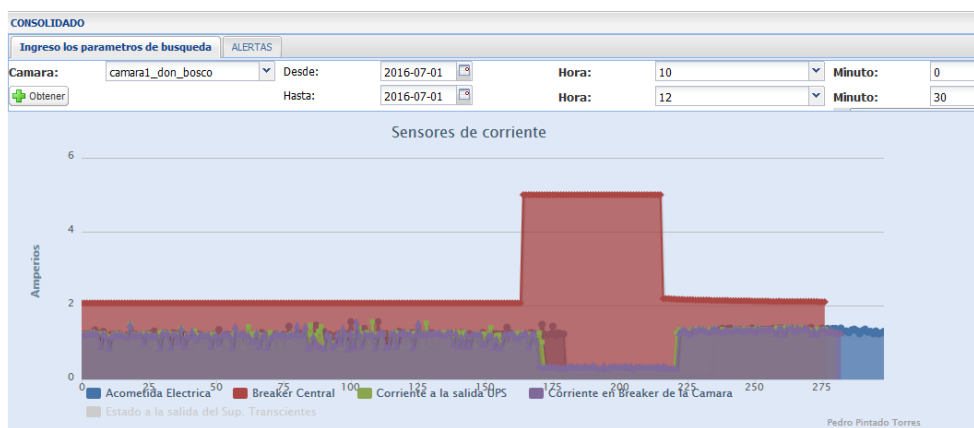 CONSOLIDADO
Ingreso los parametros de busqueda ALERTAS
Camara: camara1_don_bosco Desde: 2016-07-01 Hora: 10 Minuto: 0
Obtener Hasta: 2016-07-01 Hora: 12 Minuto: 30
Sensores de corriente
6
4
2
0
Amperios
0 25 50 75 100 125 150 175 200 225 250 275
Acometida Electrica Breaker Central Corriente a la salida UPS Corriente en Breaker de la Camara
Estado a la salida del Sup. Transcientes
Pedro Pintado Torres